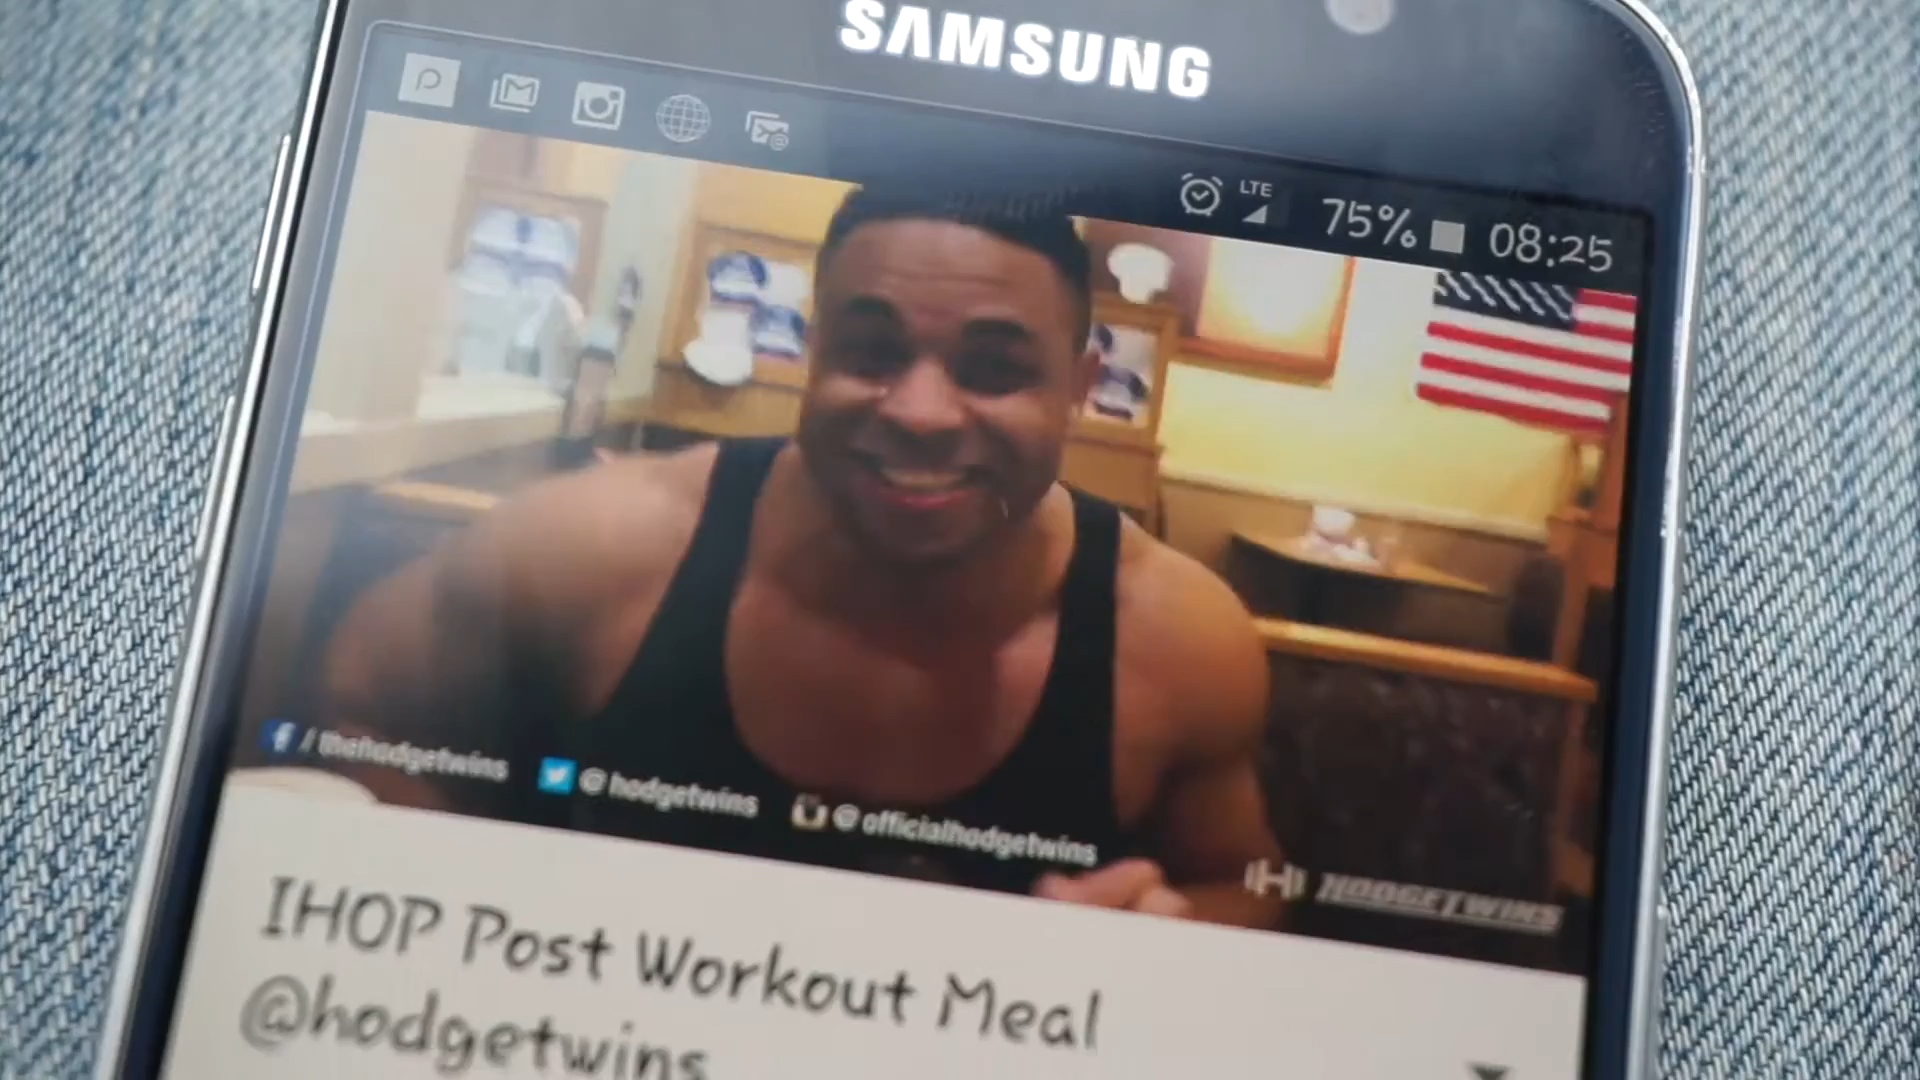 SAMSUNG
LTE 75% 08:25
f / thehodgetwins @hodgetwins @officialhodgetwins
H HODGETWINS
IHOP Post Workout Meal
@hodgetwins